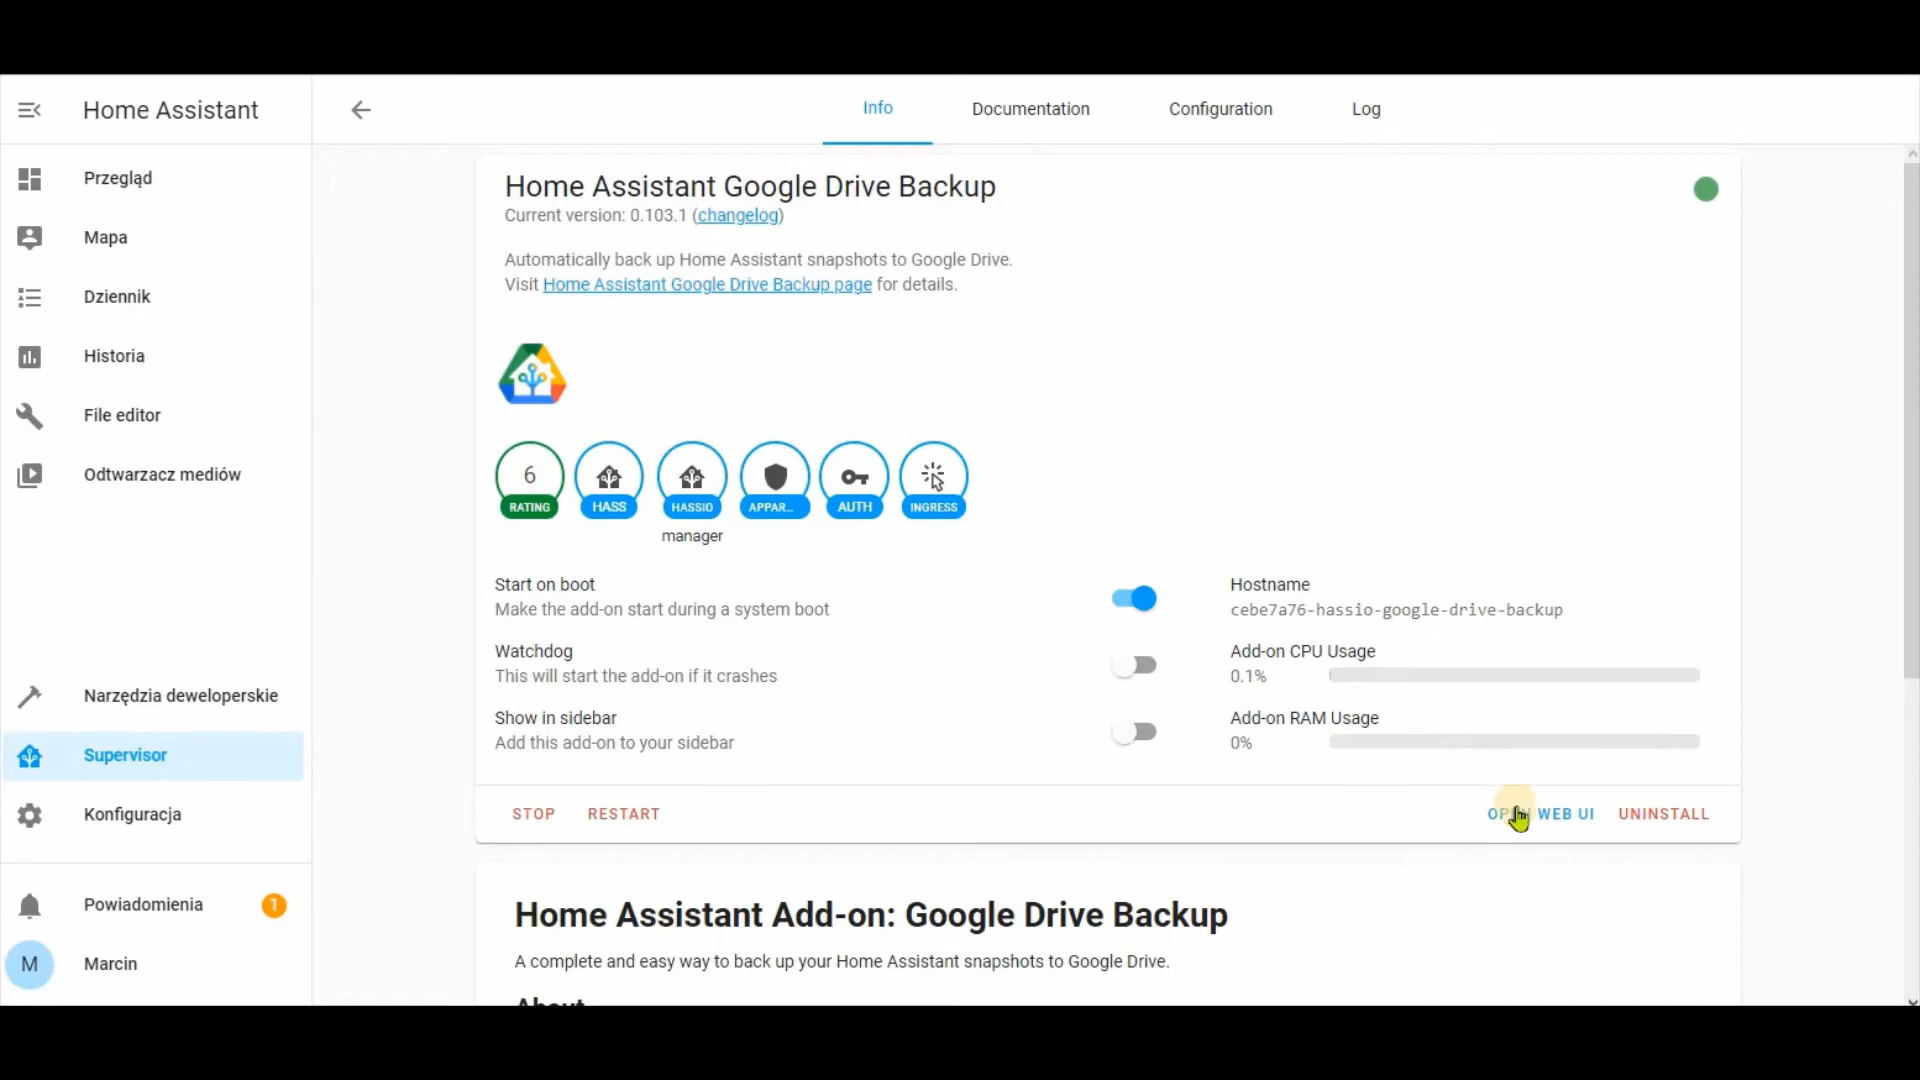 Home Assistant
Info
Documentation
Configuration
Log
Przegląd
Mapa
Dziennik
Historia
File editor
Odtwarzacz mediów
Narzędzia deweloperskie
Supervisor
Konfiguracja
Powiadomienia
1
M
Marcin
Home Assistant Google Drive Backup
Current version: 0.103.1 (changelog)
Automatically back up Home Assistant snapshots to Google Drive.
Visit Home Assistant Google Drive Backup page for details.
6
RATING
HASS
HASSIO
APPAR...
AUTH
INGRESS
manager
Start on boot
Make the add-on start during a system boot
Hostname
cebe7a76-hassio-google-drive-backup
Watchdog
This will start the add-on if it crashes
Add-on CPU Usage
0.1%
Show in sidebar
Add this add-on to your sidebar
Add-on RAM Usage
0%
STOP
RESTART
OPEN WEB UI
UNINSTALL
Home Assistant Add-on: Google Drive Backup
A complete and easy way to back up your Home Assistant snapshots to Google Drive.
About